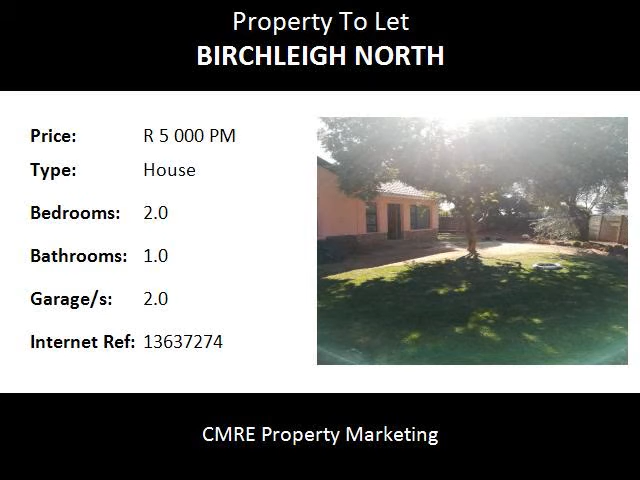 Property To Let
BIRCHLEIGH NORTH
Price: R 5 000 PM
Type: House
Bedrooms: 2.0
Bathrooms: 1.0
Garage/s: 2.0
Internet Ref: 13637274
CMRE Property Marketing